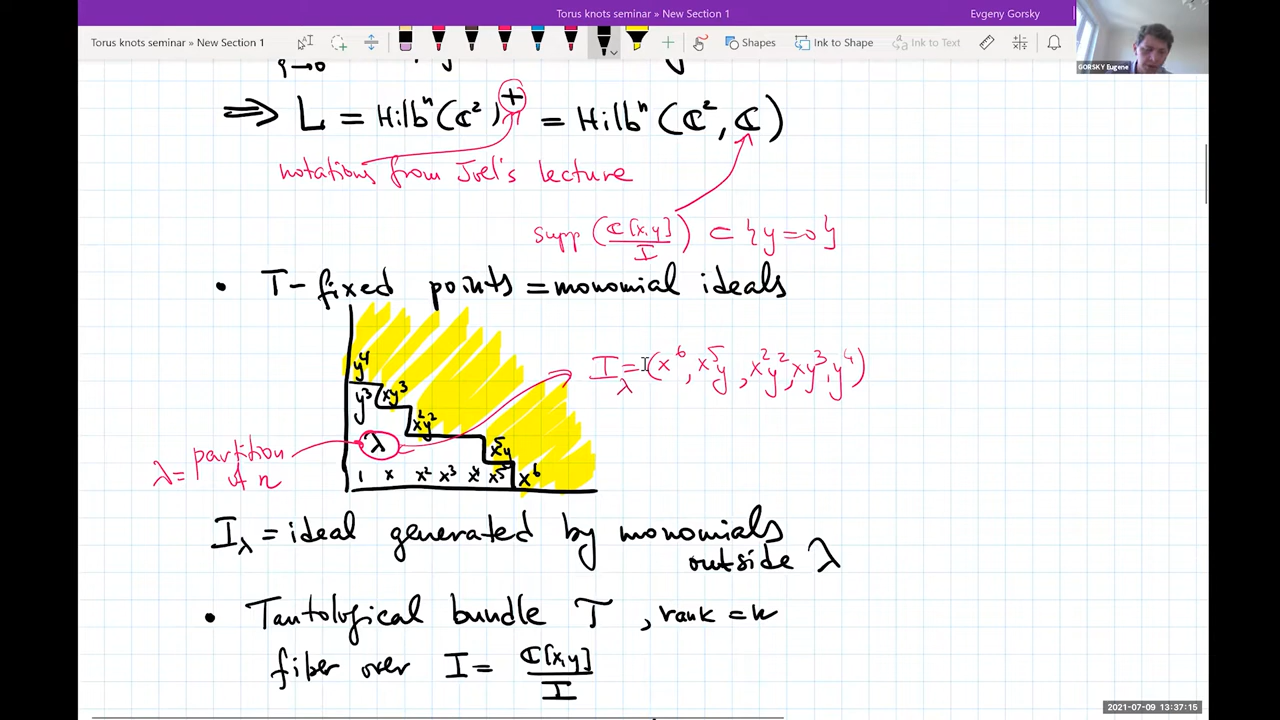 Torus knots seminar » New Section 1
Evgeny Gorsky
Torus knots seminar » New Section 1
Shapes
Ink to Shape
Ink to Text
GORSKY Eugene
⟹ L = Hilbⁿ(ℂ²)⁺ = Hilbⁿ(ℂ², ℂ)
notations from Joel's lecture
supp (ℂ[x,y]/I) ⊂ {y=0}
• T-fixed points = monomial ideals
y⁴
y³ xy³
x²y²
I_λ = (x⁶, x⁵y, x²y², xy³, y⁴)
λ x⁵y
λ = partition of n
1 x x² x³ x⁴ x⁵ x⁶
I_λ = ideal generated by monomials
outside λ
• Tautological bundle T, rank = n
fiber over I = ℂ[x,y]/I
2021-07-09 13:37:15